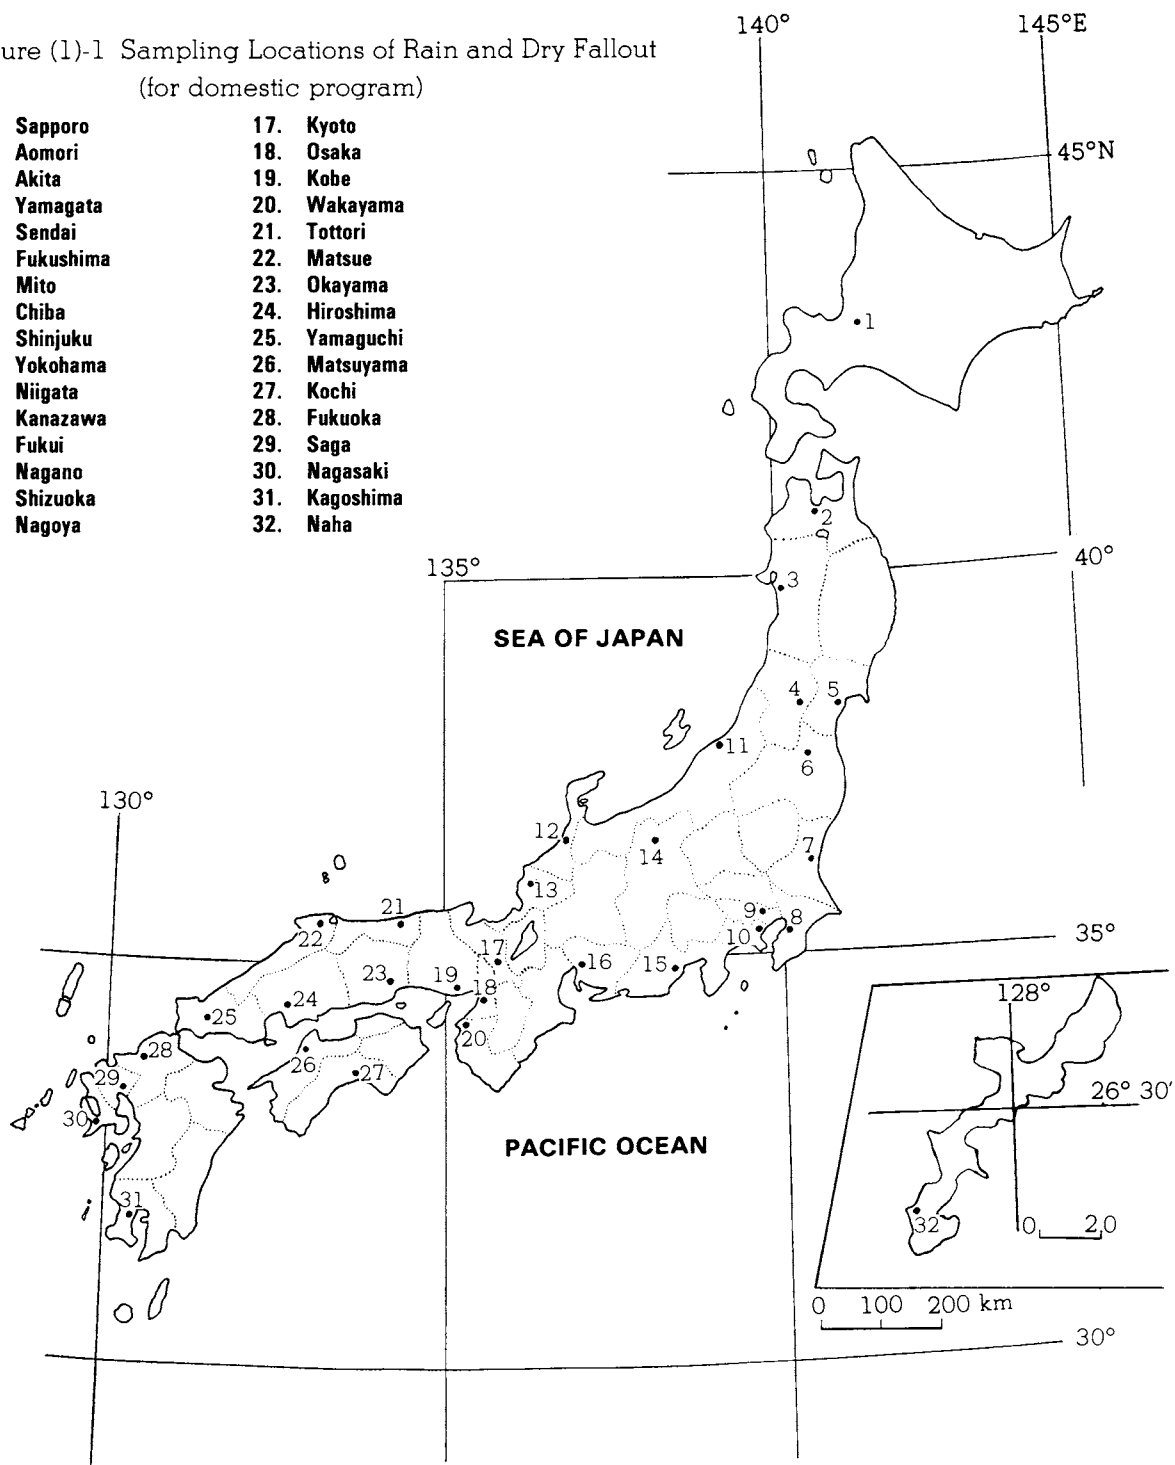 ure (1)-1 Sampling Locations of Rain and Dry Fallout
(for domestic program)
Sapporo 17. Kyoto
Aomori 18. Osaka
Akita 19. Kobe
Yamagata 20. Wakayama
Sendai 21. Tottori
Fukushima 22. Matsue
Mito 23. Okayama
Chiba 24. Hiroshima
Shinjuku 25. Yamaguchi
Yokohama 26. Matsuyama
Niigata 27. Kochi
Kanazawa 28. Fukuoka
Fukui 29. Saga
Nagano 30. Nagasaki
Shizuoka 31. Kagoshima
Nagoya 32. Naha
140° 145°E
45°N
1
2
40°
135°
3
SEA OF JAPAN
4 5
11
6
130°
12
14
7
13
21
22
9
8
10
35°
17
16
15
23
19
18
24
25
20
128°
28
26
27
29
26° 30'
30
PACIFIC OCEAN
31
32
0 20
0 100 200 km
30°